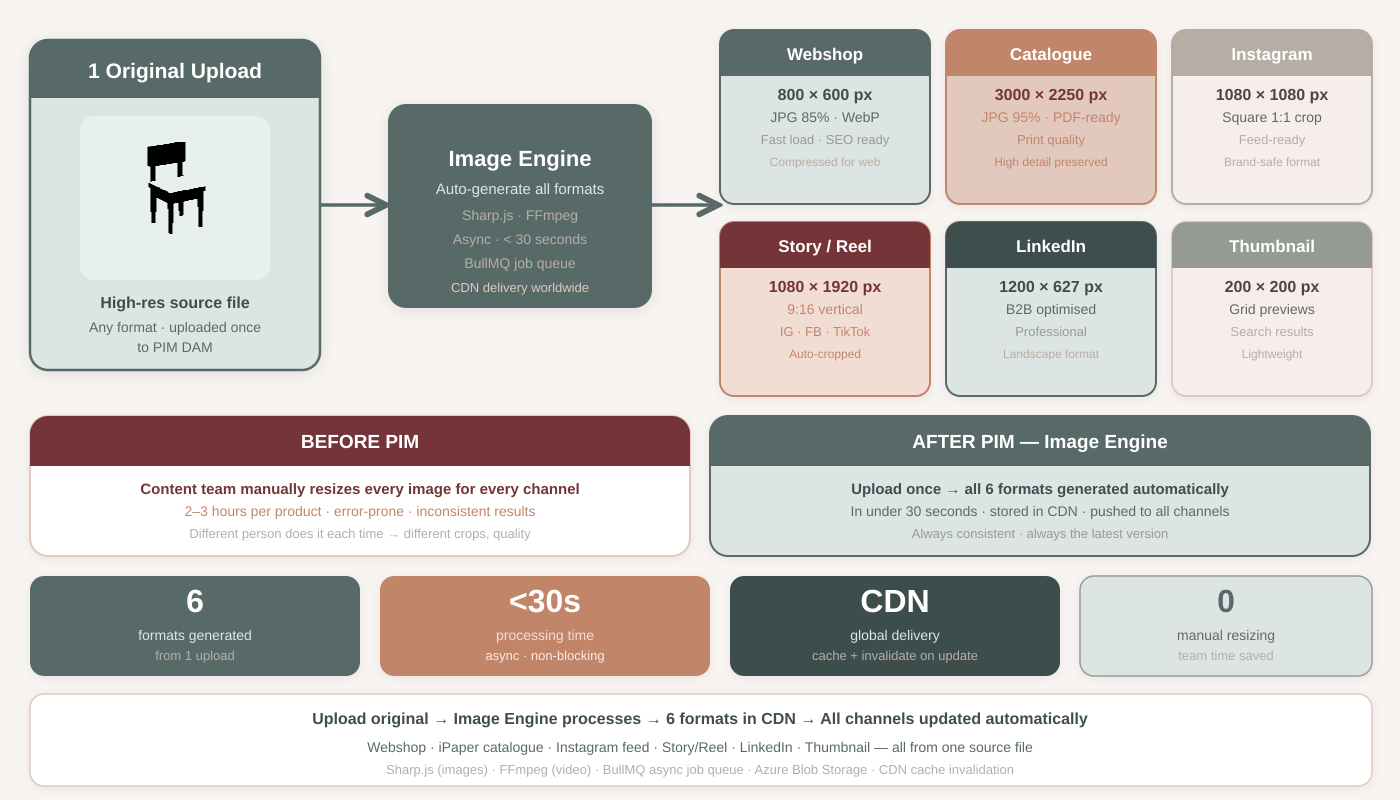 1 Original Upload
High-res source file
Any format · uploaded once
to PIM DAM
Image Engine
Auto-generate all formats
Sharp.js · FFmpeg
Async · < 30 seconds
BullMQ job queue
CDN delivery worldwide
Webshop
800 × 600 px
JPG 85% · WebP
Fast load · SEO ready
Compressed for web
Catalogue
3000 × 2250 px
JPG 95% · PDF-ready
Print quality
High detail preserved
Instagram
1080 × 1080 px
Square 1:1 crop
Feed-ready
Brand-safe format
Story / Reel
1080 × 1920 px
9:16 vertical
IG · FB · TikTok
Auto-cropped
LinkedIn
1200 × 627 px
B2B optimised
Professional
Landscape format
Thumbnail
200 × 200 px
Grid previews
Search results
Lightweight
BEFORE PIM
Content team manually resizes every image for every channel
2–3 hours per product · error-prone · inconsistent results
Different person does it each time → different crops, quality
AFTER PIM — Image Engine
Upload once → all 6 formats generated automatically
In under 30 seconds · stored in CDN · pushed to all channels
Always consistent · always the latest version
6
formats generated
from 1 upload
<30s
processing time
async · non-blocking
CDN
global delivery
cache + invalidate on update
0
manual resizing
team time saved
Upload original → Image Engine processes → 6 formats in CDN → All channels updated automatically
Webshop · iPaper catalogue · Instagram feed · Story/Reel · LinkedIn · Thumbnail — all from one source file
Sharp.js (images) · FFmpeg (video) · BullMQ async job queue · Azure Blob Storage · CDN cache invalidation